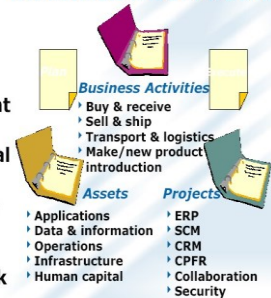 Business Activities
Buy & receive
Sell & ship
Transport & logistics
Make/new product
introduction
Assets
Applications
Data & information
Operations
Infrastructure
Human capital
Projects
ERP
SCM
CRM
CPFR
Collaboration
Security